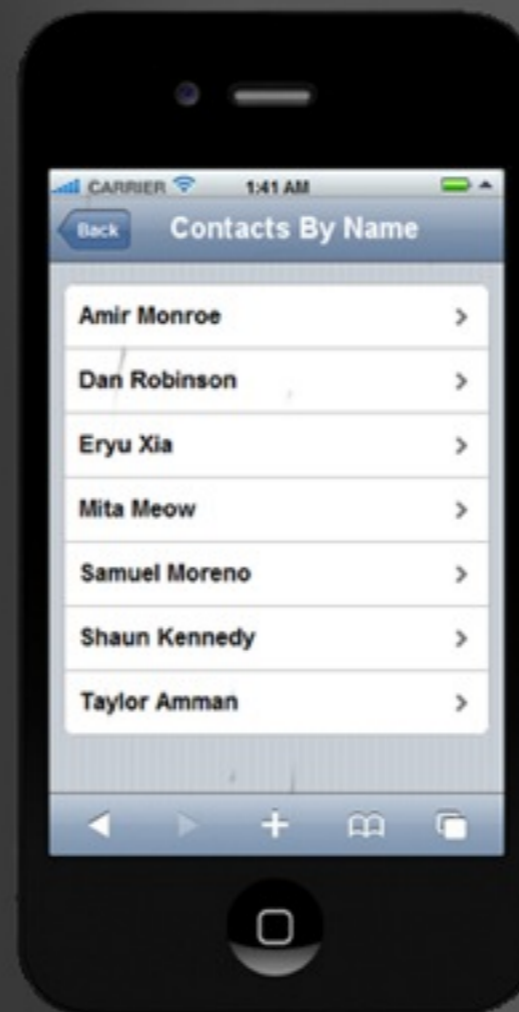 CARRIER 1:41 AM
Back Contacts By Name
Amir Monroe
Dan Robinson
Eryu Xia
Mita Meow
Samuel Moreno
Shaun Kennedy
Taylor Amman